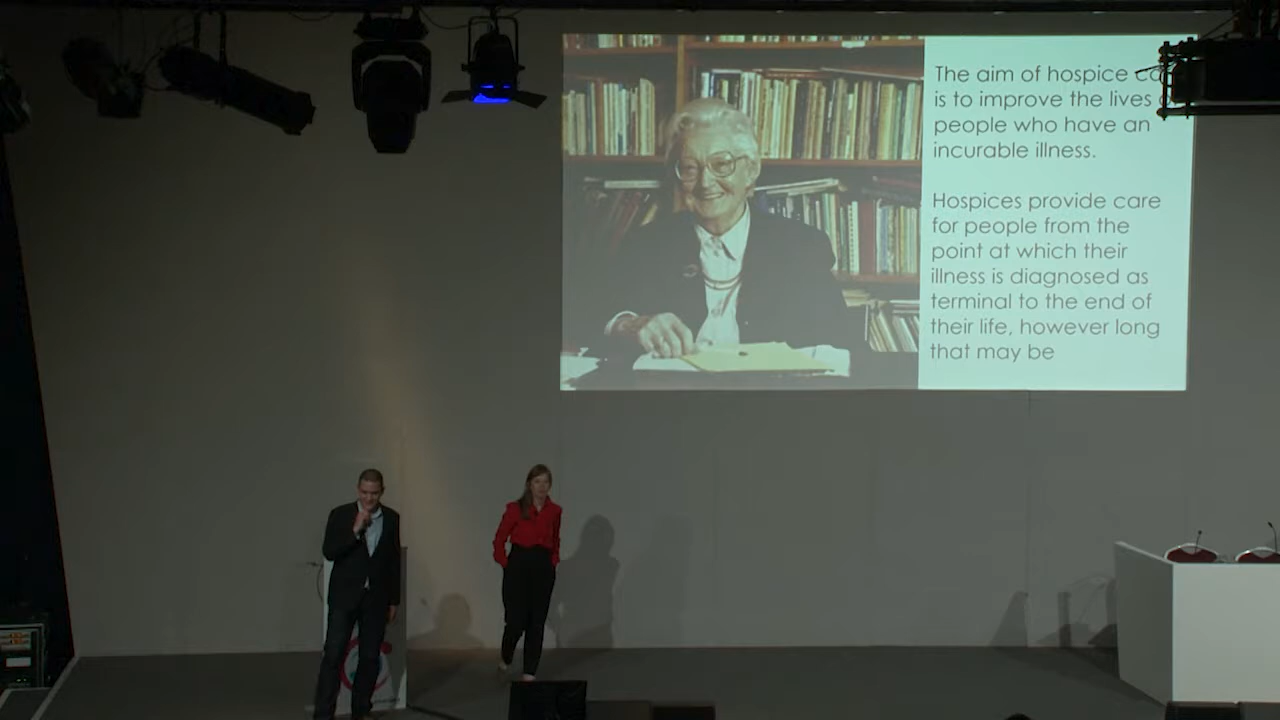 The aim of hospice
is to improve the lives
people who have an
incurable illness.
Hospices provide care
for people from the
point at which their
illness is diagnosed as
terminal to the end of
their life, however long
that may be